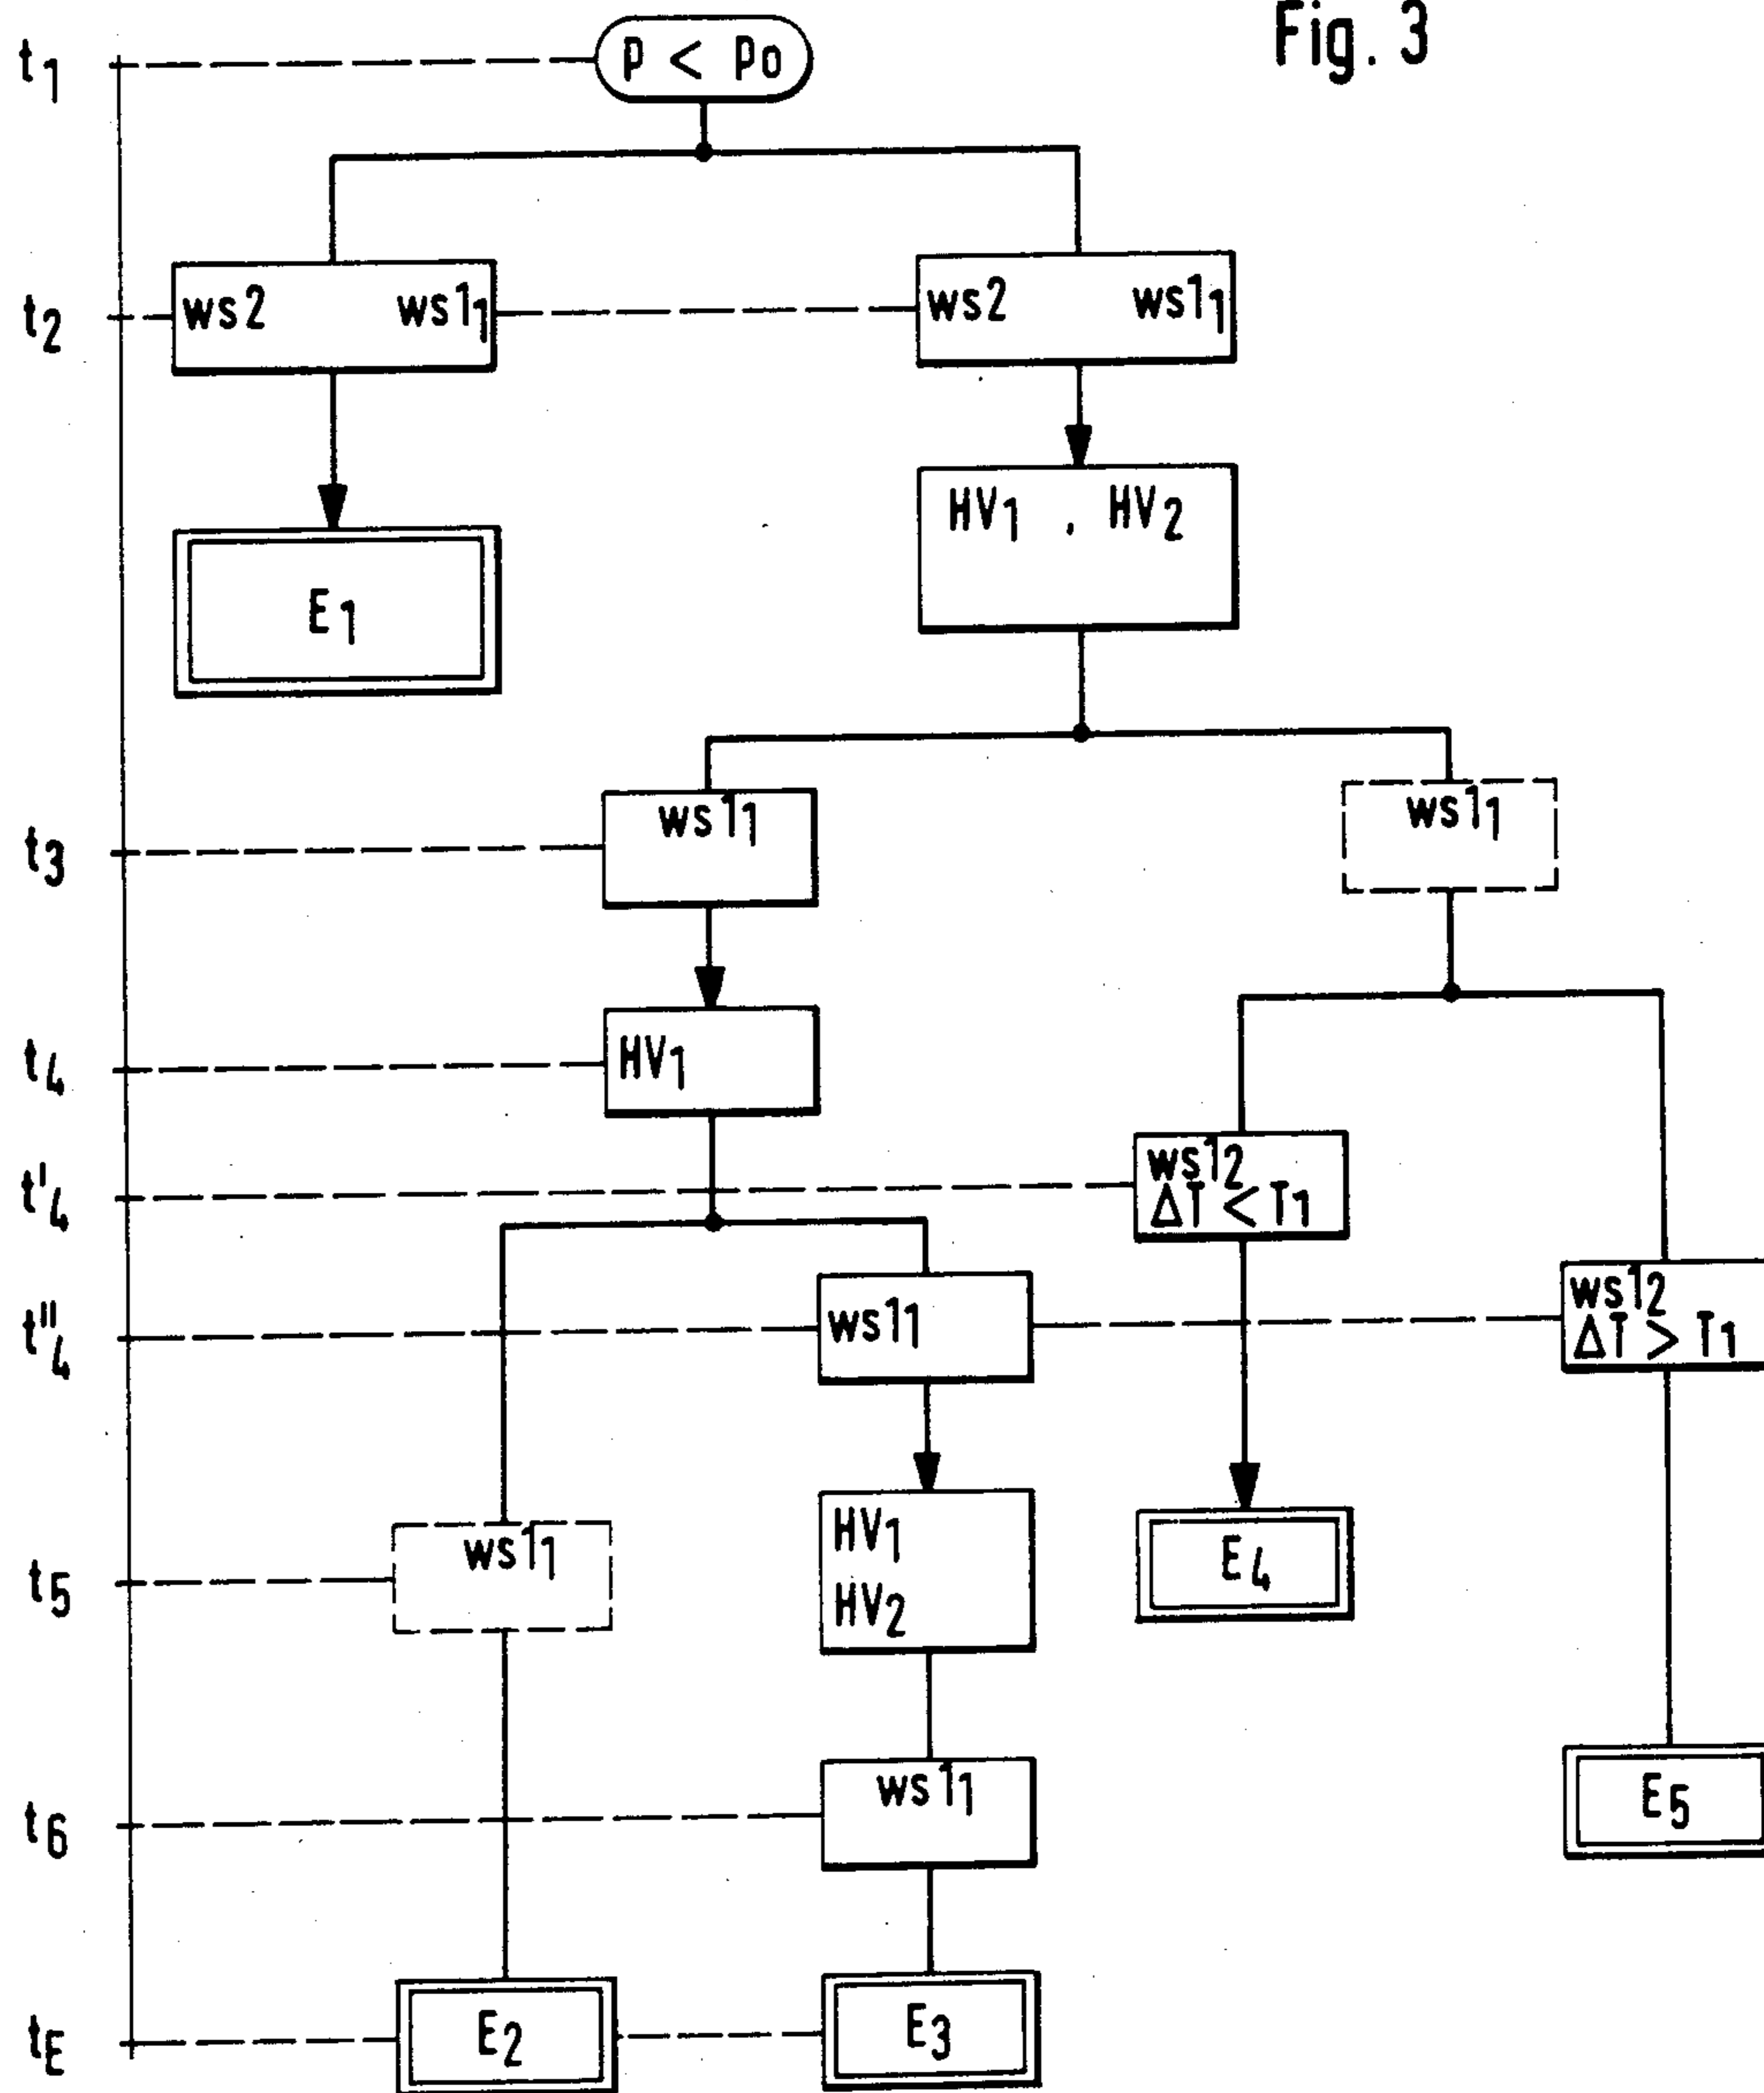 Fig. 3
t1 p < po
t2 ws2 ws11 ws2 ws11
HV1 , HV2
E1
t3 ws11 ws11
t4 HV1
t'4 ws12
ΔT < T1
t"4 ws11 ws12
ΔT > T1
HV1
HV2
t5 ws11 E4
t6 ws11 E5
tE E2 E3